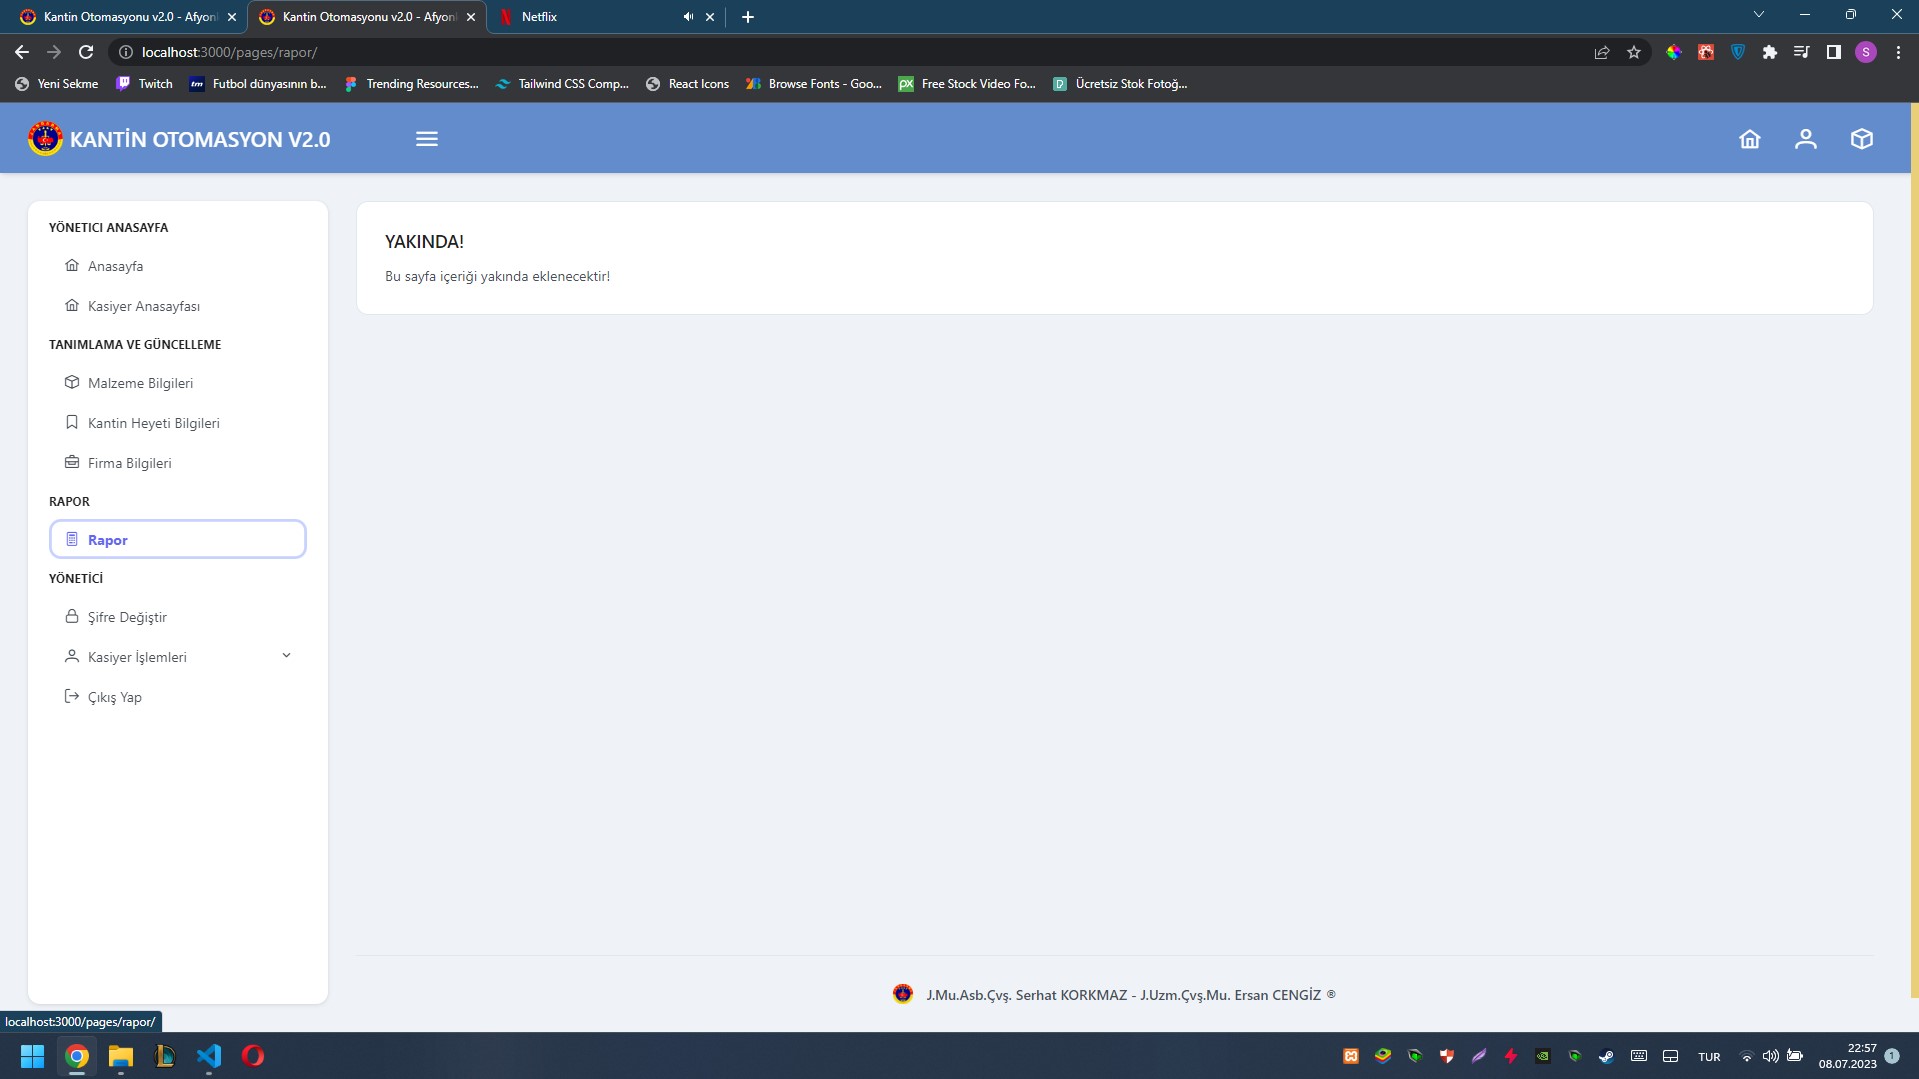 Kantin Otomasyonu v2.0 - Afyon
Kantin Otomasyonu v2.0 - Afyon
Netflix
localhost:3000/pages/rapor/
S
Yeni Sekme
Twitch
tm
Futbol dünyasının b...
Trending Resources...
Tailwind CSS Comp...
React Icons
Browse Fonts - Goo...
px
Free Stock Video Fo...
D
Ücretsiz Stok Fotoğ...
KANTİN OTOMASYON V2.0
YÖNETICI ANASAYFA
Anasayfa
Kasiyer Anasayfası
TANIMLAMA VE GÜNCELLEME
Malzeme Bilgileri
Kantin Heyeti Bilgileri
Firma Bilgileri
RAPOR
Rapor
YÖNETİCİ
Şifre Değiştir
Kasiyer İşlemleri
Çıkış Yap
YAKINDA!
Bu sayfa içeriği yakında eklenecektir!
J.Mu.Asb.Çvş. Serhat KORKMAZ - J.Uzm.Çvş.Mu. Ersan CENGİZ ®
localhost:3000/pages/rapor/
TUR
22:57
08.07.2023
1